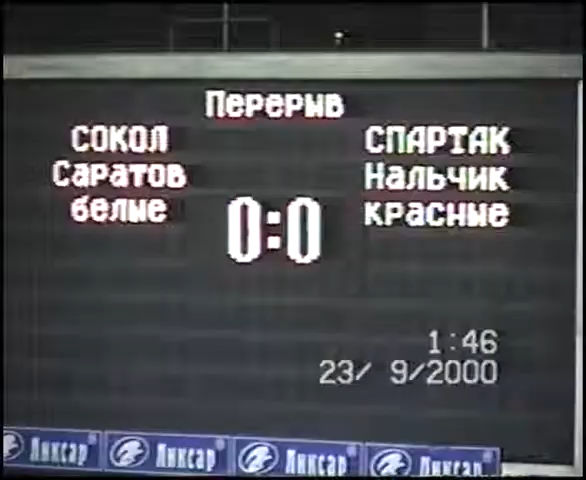 Перерыв
СОКОЛ СПАРТАК
Саратов Нальчик
белые красные
0:0
1:46
23/ 9/2000
Ликсар® Ликсар® Ликсар® Ликсар®